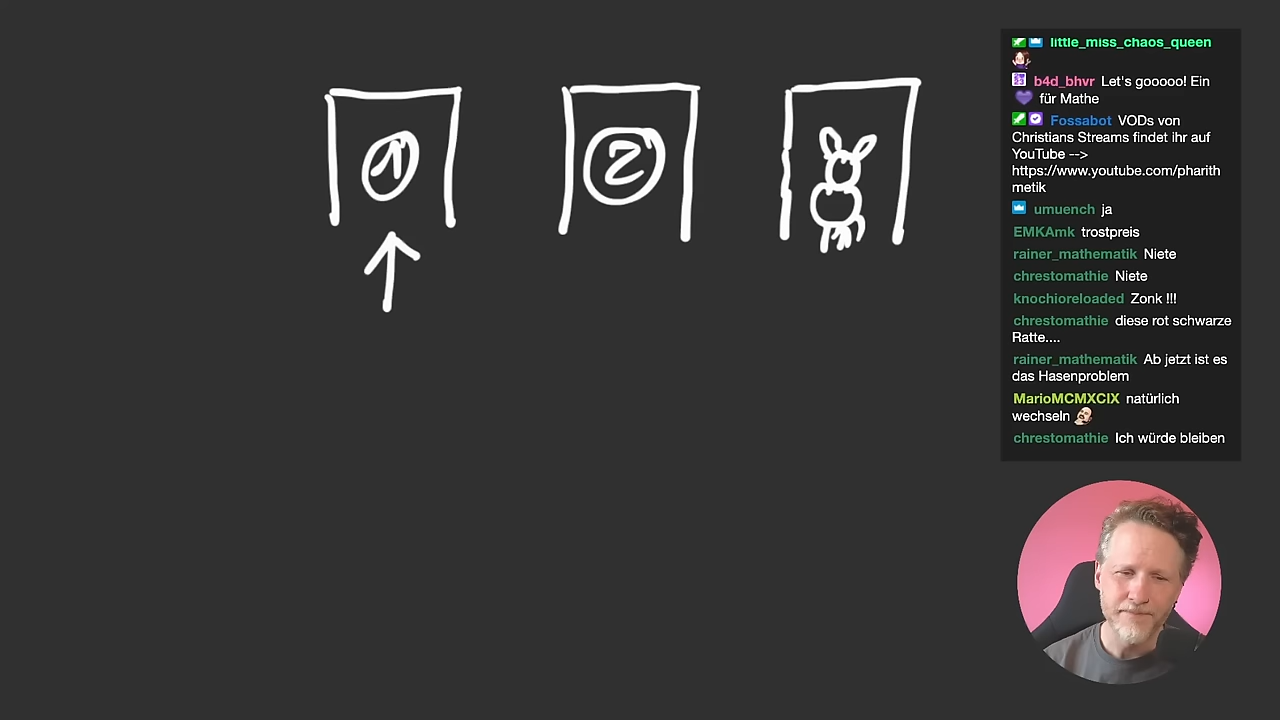 1
2
little_miss_chaos_queen
b4d_bhvr Let's gooooo! Ein
für Mathe
Fossabot VODs von
Christians Streams findet ihr auf
YouTube -->
https://www.youtube.com/pharith
metik
umuench ja
EMKAmk trostpreis
rainer_mathematik Niete
chrestomathie Niete
knochioreloaded Zonk !!!
chrestomathie diese rot schwarze
Ratte....
rainer_mathematik Ab jetzt ist es
das Hasenproblem
MarioMCMXCIX natürlich
wechseln
chrestomathie Ich würde bleiben